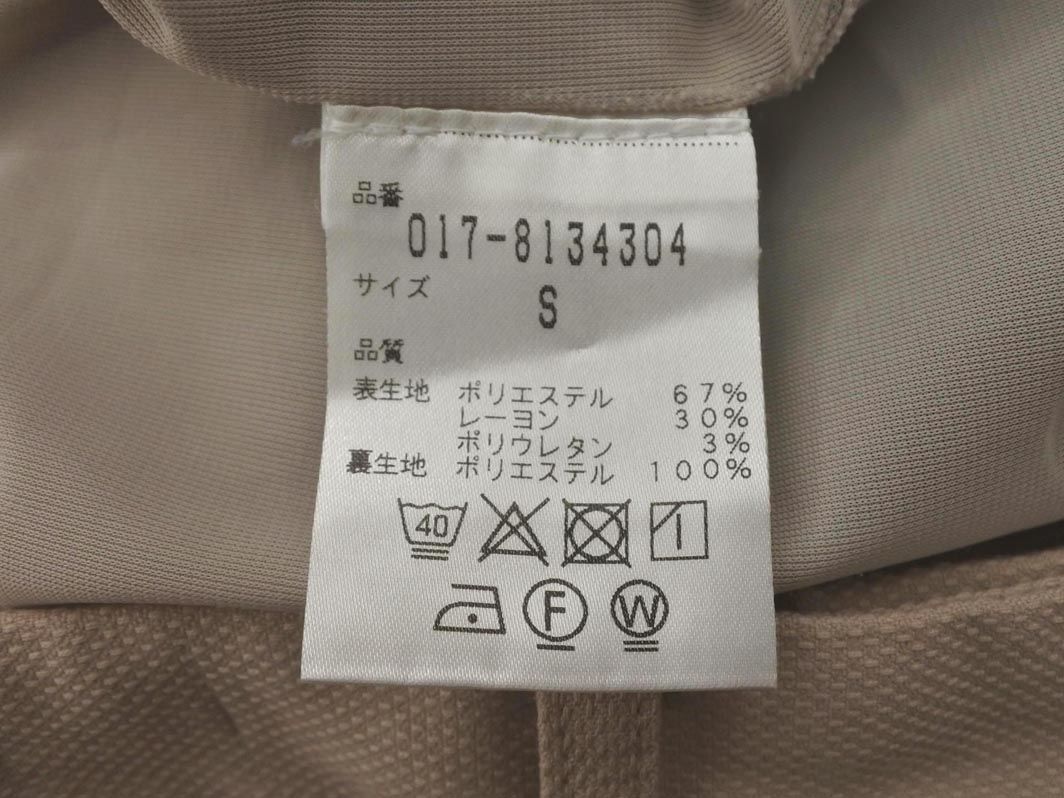 品番
017-8134304
サイズ
S
品質
表生地 ポリエステル 67%
レーヨン 30%
ポリウレタン 3%
裏生地 ポリエステル 100%
40
F W